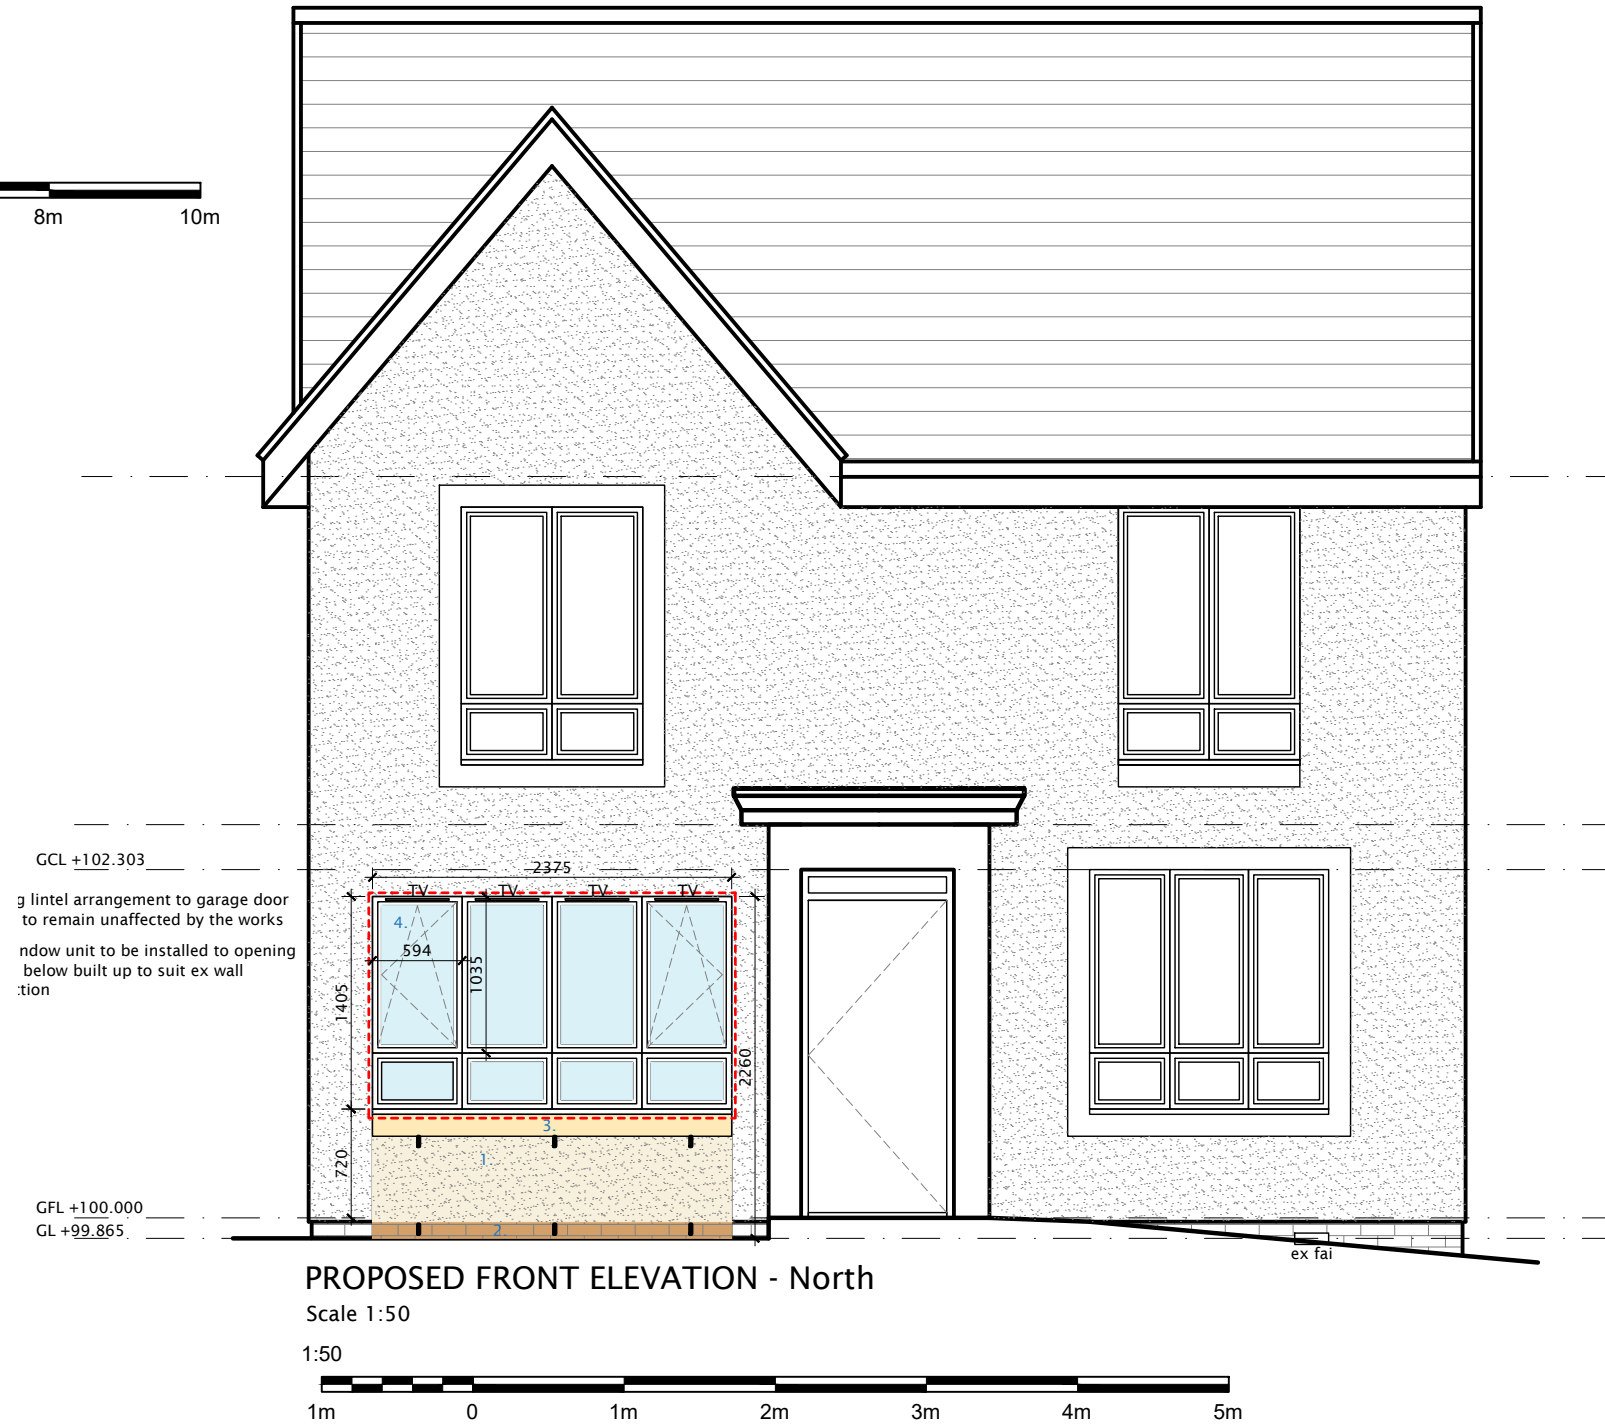 8m 10m
GCL +102.303
2375
g lintel arrangement to garage door
to remain unaffected by the works
TV TV TV TV
4.
ndow unit to be installed to opening
below built up to suit ex wall
ction
594
1035
1405
2260
3.
720
1.
GFL +100.000
GL +99.865
2.
ex fai
PROPOSED FRONT ELEVATION - North
Scale 1:50
1:50
1m 0 1m 2m 3m 4m 5m